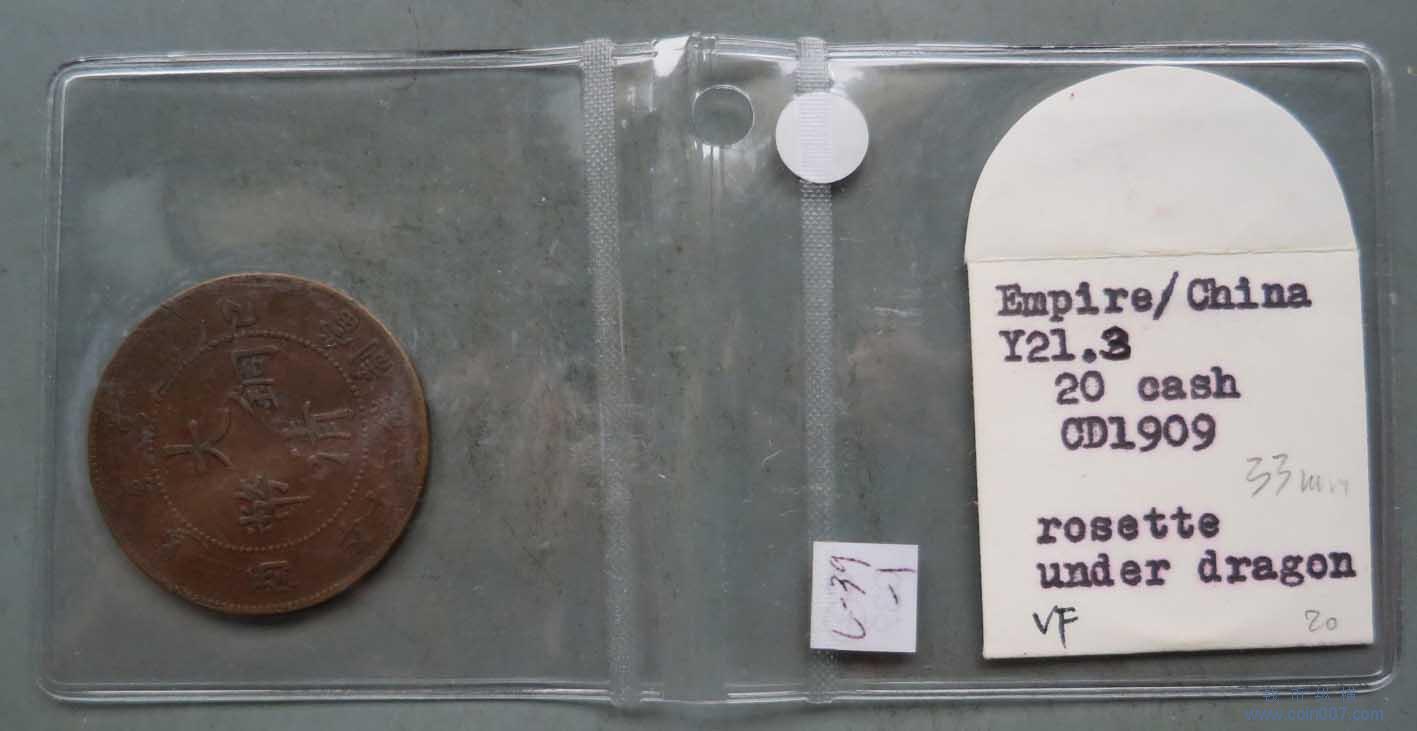 大清銅幣
Empire/China
Y21.3
20 cash
CD1909
33mm
rosette
under dragon
VF
20
www.coin007.com